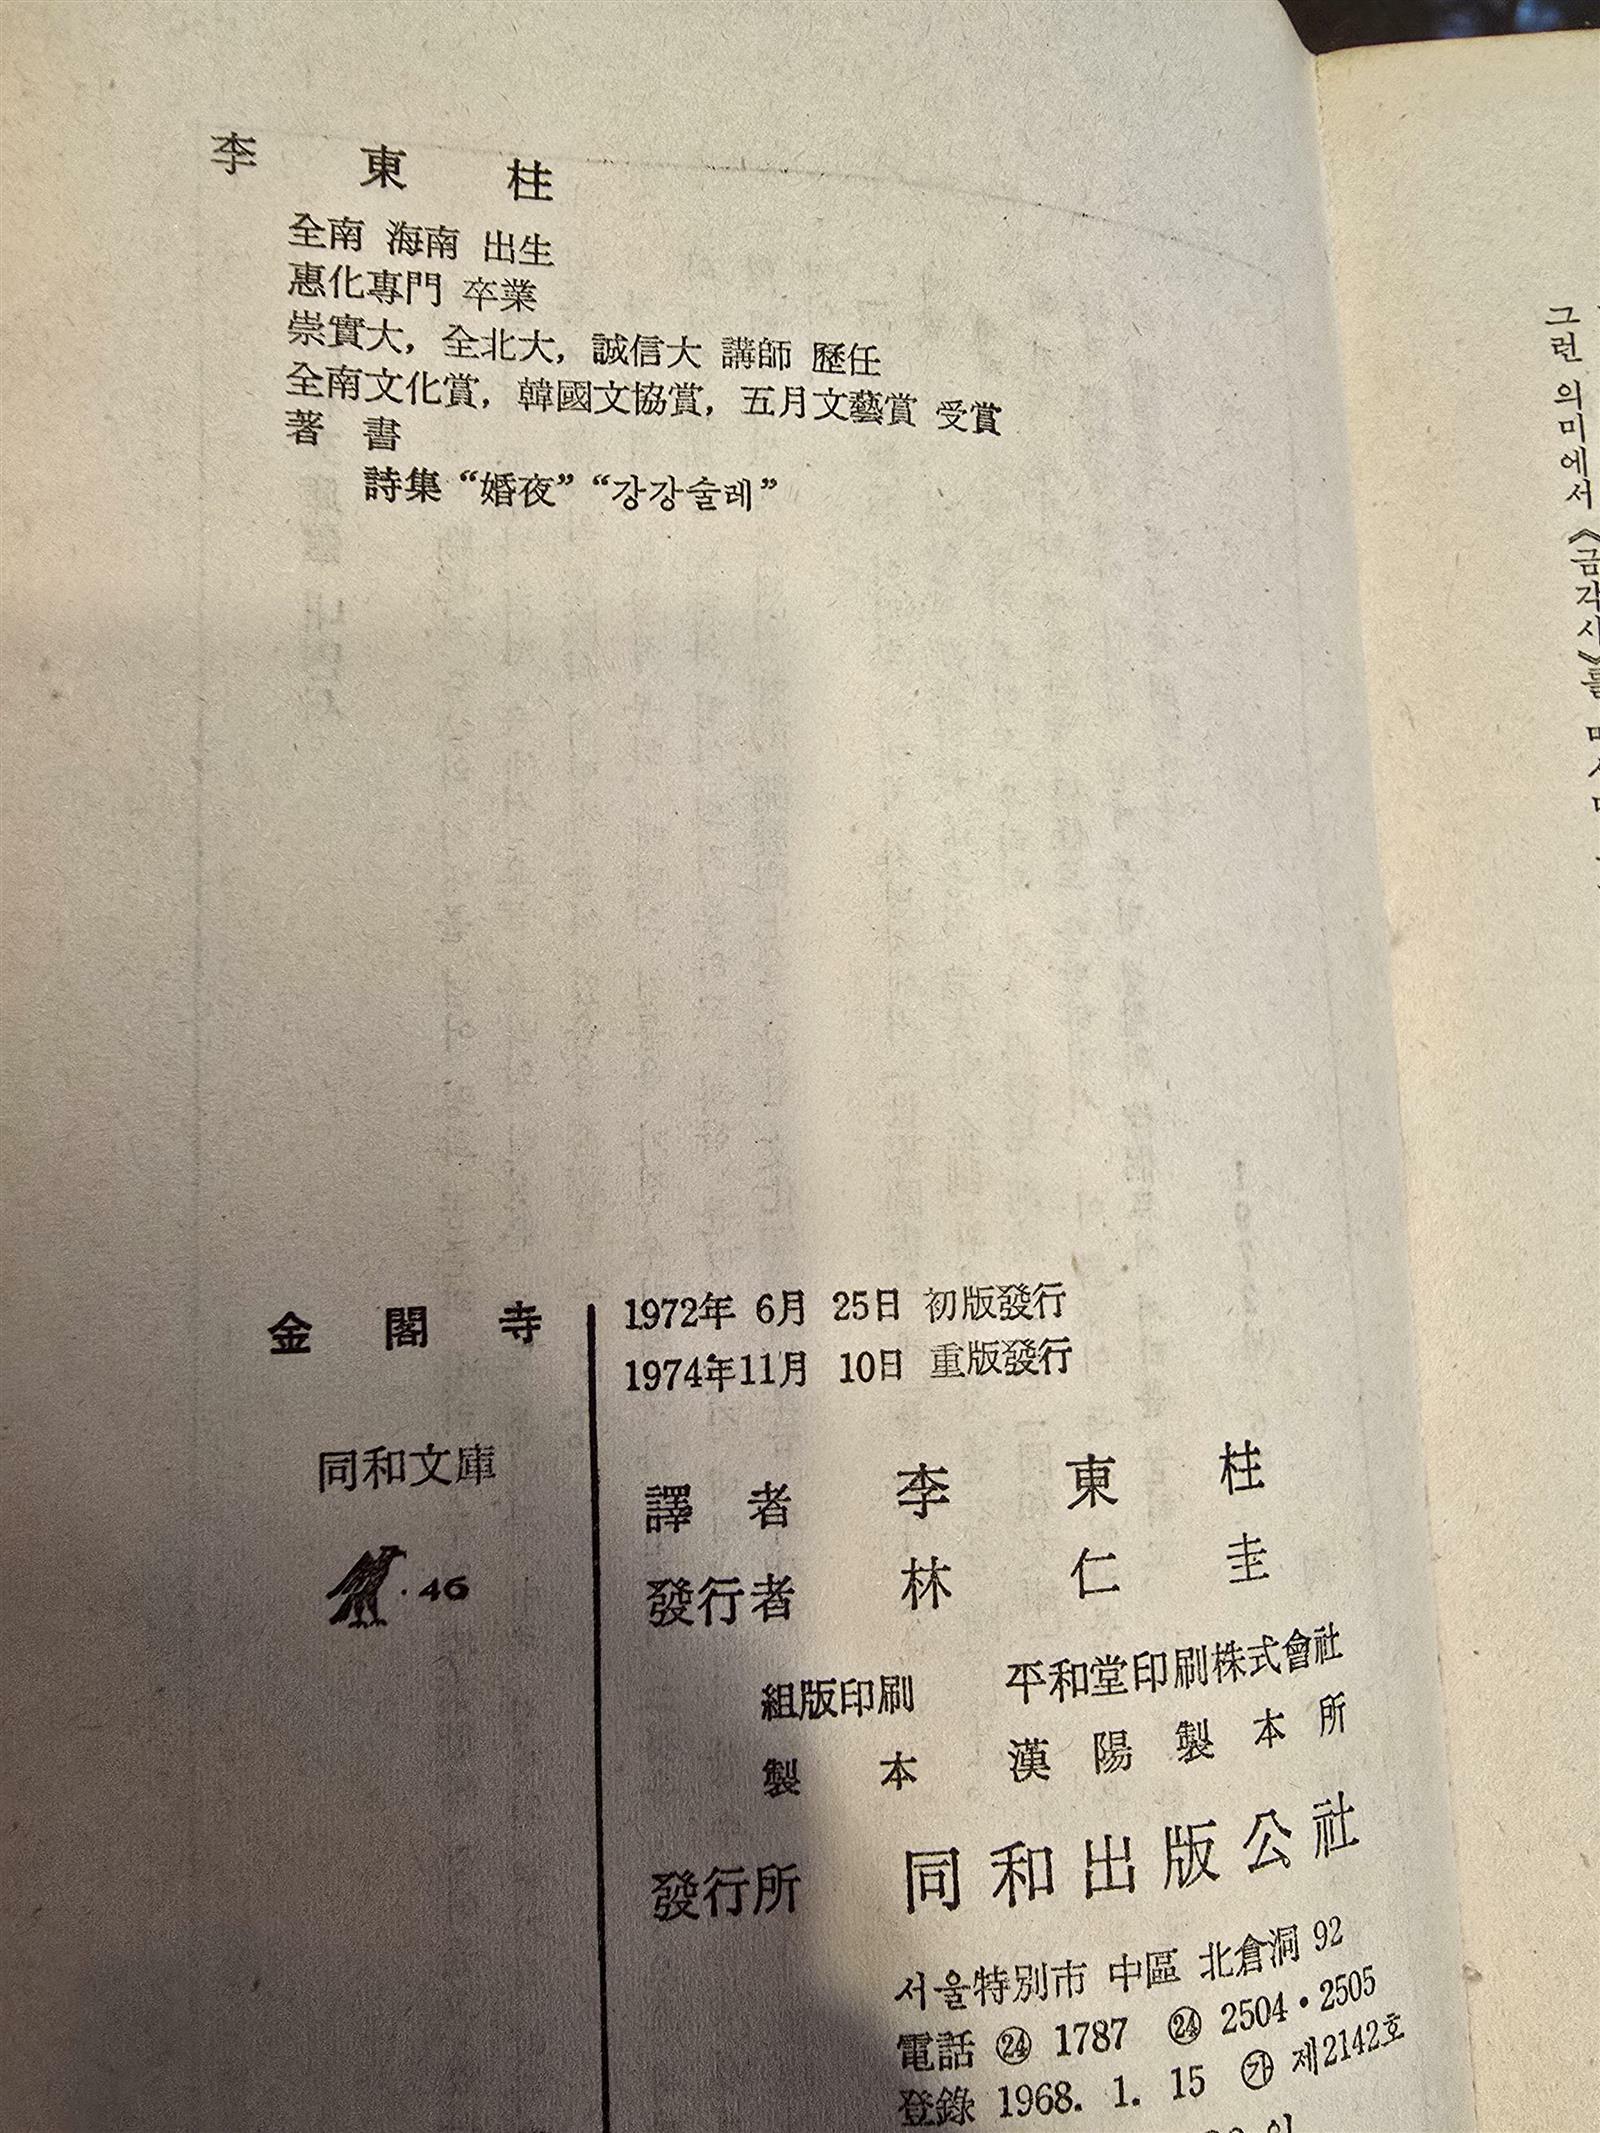 李 東 柱
全南 海南 出生
惠化專門 卒業
崇實大, 全北大, 誠信大 講師 歷任
全南文化賞, 韓國文協賞, 五月文藝賞 受賞
著 書
詩集 “婚夜” “강강술레”
金 閣 寺
同和文庫
· 46
1972年 6月 25日 初版發行
1974年11月 10日 重版發行
譯 者 李 東 柱
發行者 林 仁 圭
組版印刷 平和堂印刷株式會社
製 本 漢 陽 製 本 所
發行所 同和出版公社
서울特別市 中區 北倉洞 92
電話 ㉔ 1787 ㉔ 2504・2505
登錄 1968. 1. 15 ㉮ 제2142호
그런 의미에서 《금각사》를